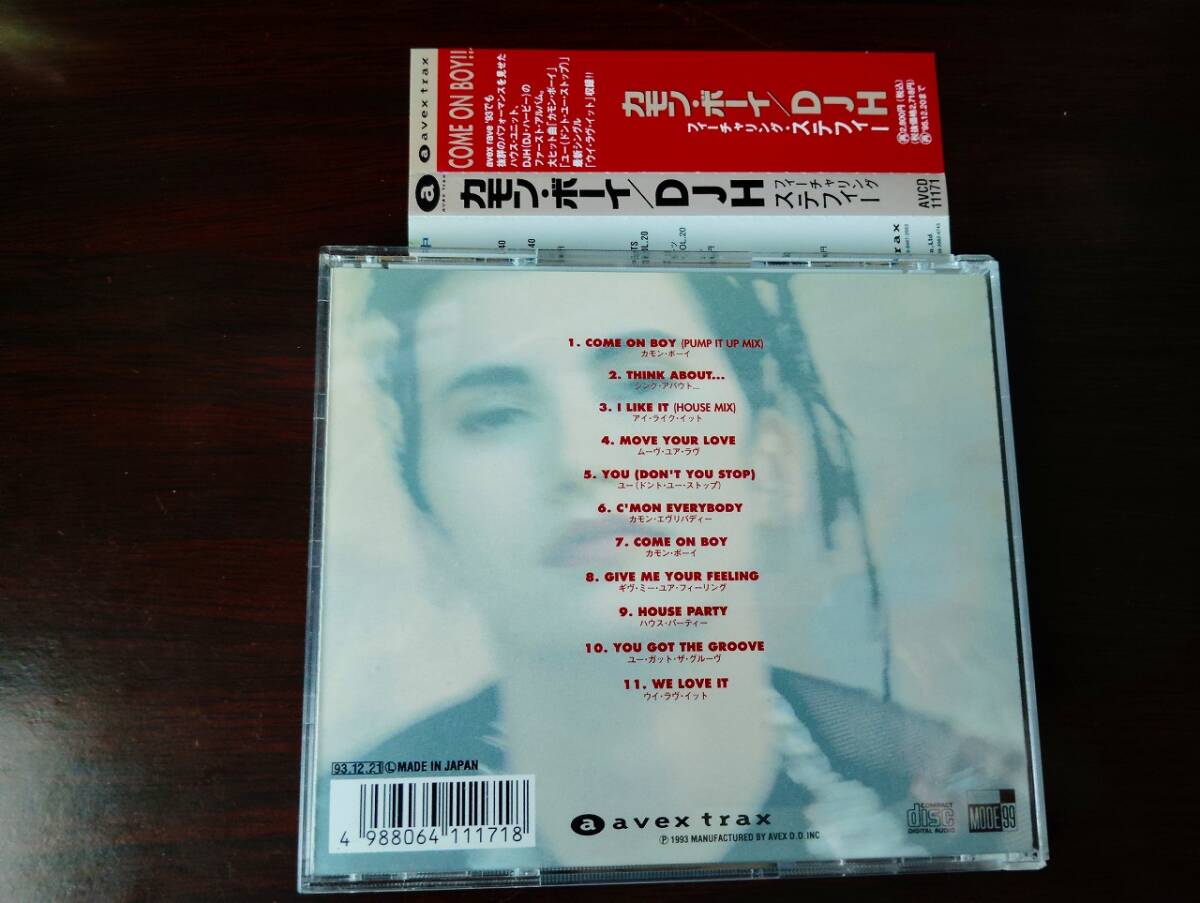 a avex trax
COME ON BOY!!
avex rave '93でも
抜群のパフォーマンスを見せた
ハウス・ユニット、
DJH(DJ・ハービー)の
ファースト・アルバム。
大ヒット曲「カモン・ボーイ」
「ユー(ドント・ユー・ストップ)」
最新シングル
「ウイ・ラヴ・イット」収録!!
カモン・ボーイ/DJH
フィーチャリング・ステフィー
a avex trax
カモン・ボーイ/DJH
フィーチャリング
ステフィー
AVCD
11171
1. COME ON BOY (PUMP IT UP MIX)
カモン・ボーイ
2. THINK ABOUT...
シンク・アバウト...
3. I LIKE IT (HOUSE MIX)
アイ・ライク・イット
4. MOVE YOUR LOVE
ムーヴ・ユア・ラヴ
5. YOU (DON'T YOU STOP)
ユー(ドント・ユー・ストップ)
6. C'MON EVERYBODY
カモン・エヴリバディー
7. COME ON BOY
カモン・ボーイ
8. GIVE ME YOUR FEELING
ギヴ・ミー・ユア・フィーリング
9. HOUSE PARTY
ハウス・パーティー
10. YOU GOT THE GROOVE
ユー・ガット・ザ・グルーヴ
11. WE LOVE IT
ウイ・ラヴ・イット
93.12.21 Ⓛ MADE IN JAPAN
4 988064 111718
a avex trax
Ⓟ 1993 MANUFACTURED BY AVEX D.D. INC
COMPACT
disc
DIGITAL AUDIO
MODE 99